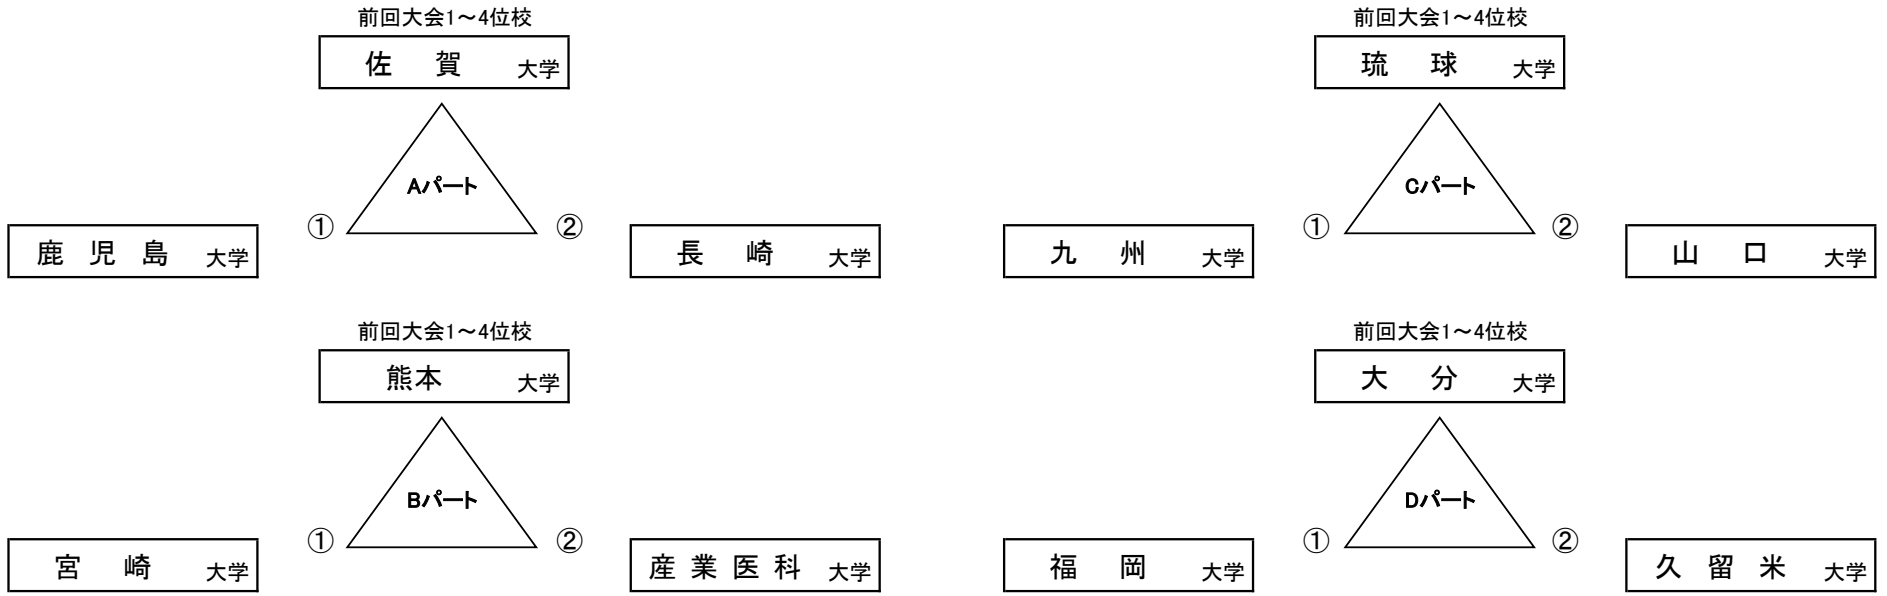 前回大会1～4位校
佐賀 大学
Aパート
① ②
鹿児島 大学
長崎 大学
前回大会1～4位校
琉球 大学
Cパート
① ②
九州 大学
山口 大学
前回大会1～4位校
熊本 大学
Bパート
① ②
宮崎 大学
産業医科 大学
前回大会1～4位校
大分 大学
Dパート
① ②
福岡 大学
久留米 大学